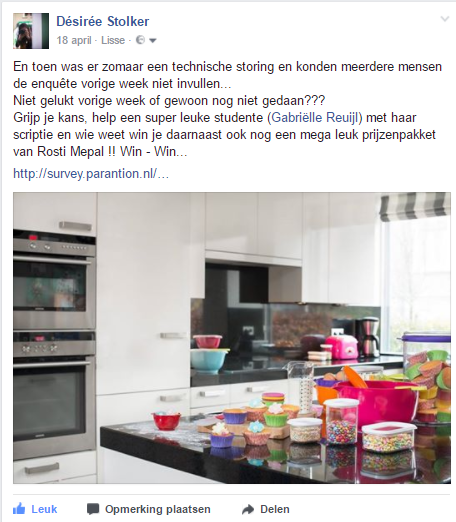 Désirée Stolker
18 april · Lisse ·
En toen was er zomaar een technische storing en konden meerdere mensen
de enquête vorige week niet invullen...
Niet gelukt vorige week of gewoon nog niet gedaan???
Grijp je kans, help een super leuke studente (Gabriëlle Reuijl) met haar
scriptie en wie weet win je daarnaast ook nog een mega leuk prijzenpakket
van Rosti Mepal !! Win - Win...
http://survey.parantion.nl/...
Leuk Opmerking plaatsen Delen